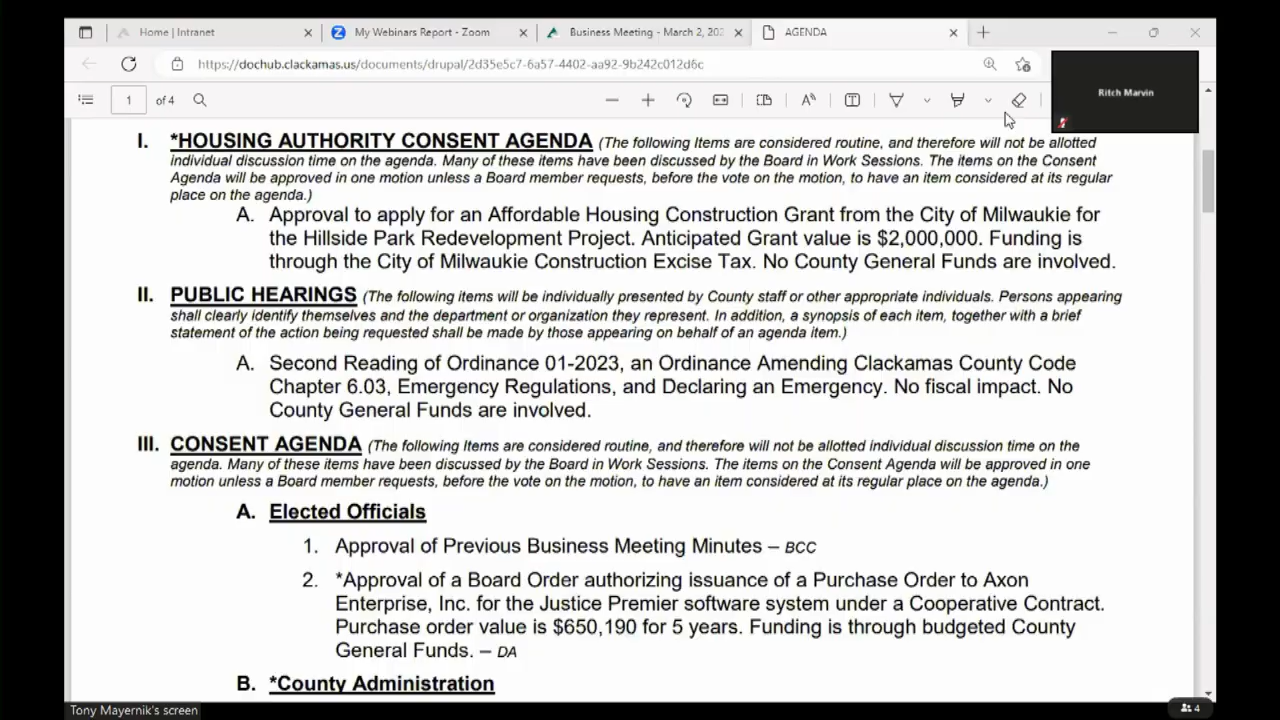 Home | Intranet
My Webinars Report - Zoom
Business Meeting - March 2, 202
AGENDA
https://dochub.clackamas.us/documents/drupal/2d35e5c7-6a57-4402-aa92-9b242c012d6c
1 of 4
Ritch Marvin
I. *HOUSING AUTHORITY CONSENT AGENDA (The following Items are considered routine, and therefore will not be allotted
individual discussion time on the agenda. Many of these items have been discussed by the Board in Work Sessions. The items on the Consent
Agenda will be approved in one motion unless a Board member requests, before the vote on the motion, to have an item considered at its regular
place on the agenda.)
A. Approval to apply for an Affordable Housing Construction Grant from the City of Milwaukie for
the Hillside Park Redevelopment Project. Anticipated Grant value is $2,000,000. Funding is
through the City of Milwaukie Construction Excise Tax. No County General Funds are involved.
II. PUBLIC HEARINGS (The following items will be individually presented by County staff or other appropriate individuals. Persons appearing
shall clearly identify themselves and the department or organization they represent. In addition, a synopsis of each item, together with a brief
statement of the action being requested shall be made by those appearing on behalf of an agenda item.)
A. Second Reading of Ordinance 01-2023, an Ordinance Amending Clackamas County Code
Chapter 6.03, Emergency Regulations, and Declaring an Emergency. No fiscal impact. No
County General Funds are involved.
III. CONSENT AGENDA (The following Items are considered routine, and therefore will not be allotted individual discussion time on the
agenda. Many of these items have been discussed by the Board in Work Sessions. The items on the Consent Agenda will be approved in one
motion unless a Board member requests, before the vote on the motion, to have an item considered at its regular place on the agenda.)
A. Elected Officials
1. Approval of Previous Business Meeting Minutes – BCC
2. *Approval of a Board Order authorizing issuance of a Purchase Order to Axon
Enterprise, Inc. for the Justice Premier software system under a Cooperative Contract.
Purchase order value is $650,190 for 5 years. Funding is through budgeted County
General Funds. – DA
B. *County Administration
Tony Mayernik's screen
4